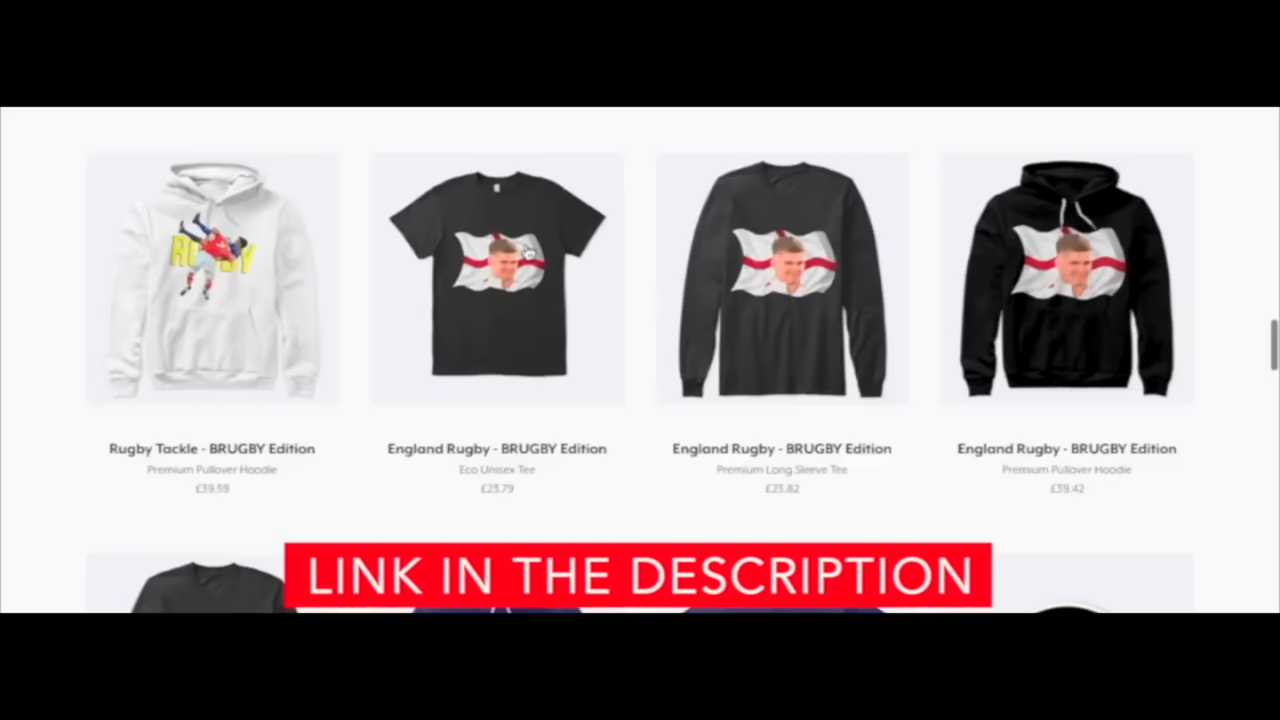 RUGBY
Rugby Tackle - BRUGBY Edition
Premium Pullover Hoodie
£39.59
England Rugby - BRUGBY Edition
Eco Unisex Tee
£23.79
England Rugby - BRUGBY Edition
Premium Long Sleeve Tee
£23.82
England Rugby - BRUGBY Edition
Premium Pullover Hoodie
£39.42
LINK IN THE DESCRIPTION